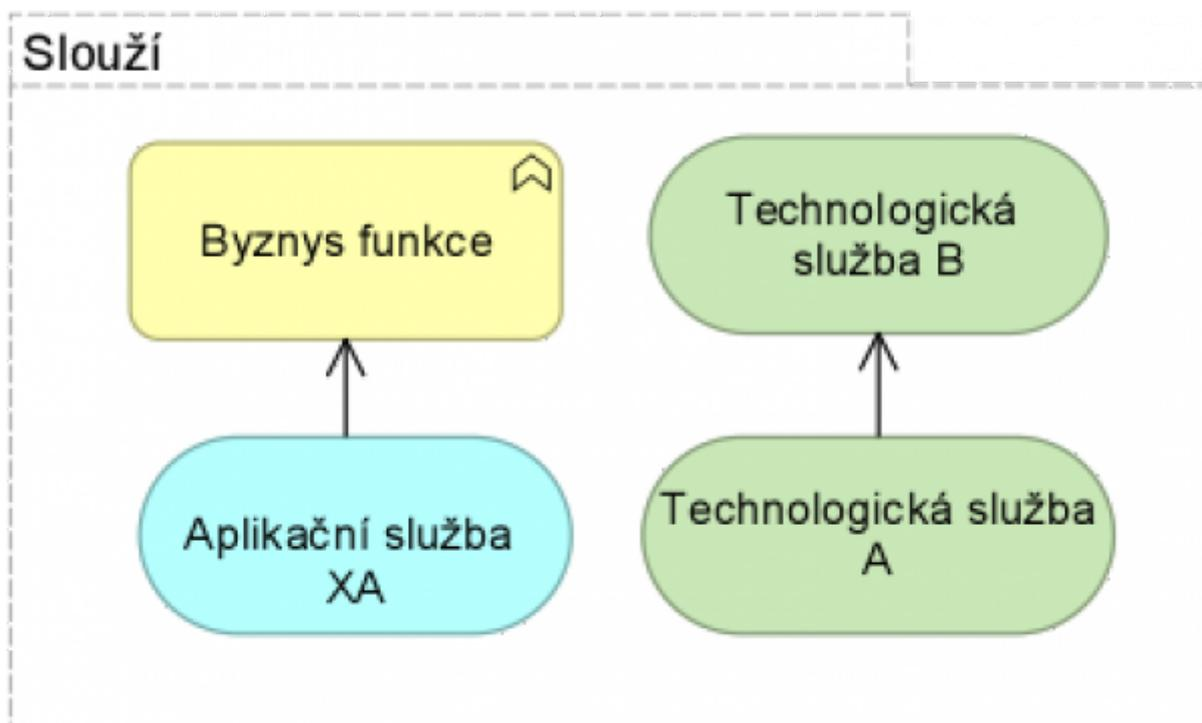 Slouží
Byznys funkce
Technologická
služba B
Aplikační služba
XA
Technologická služba
A